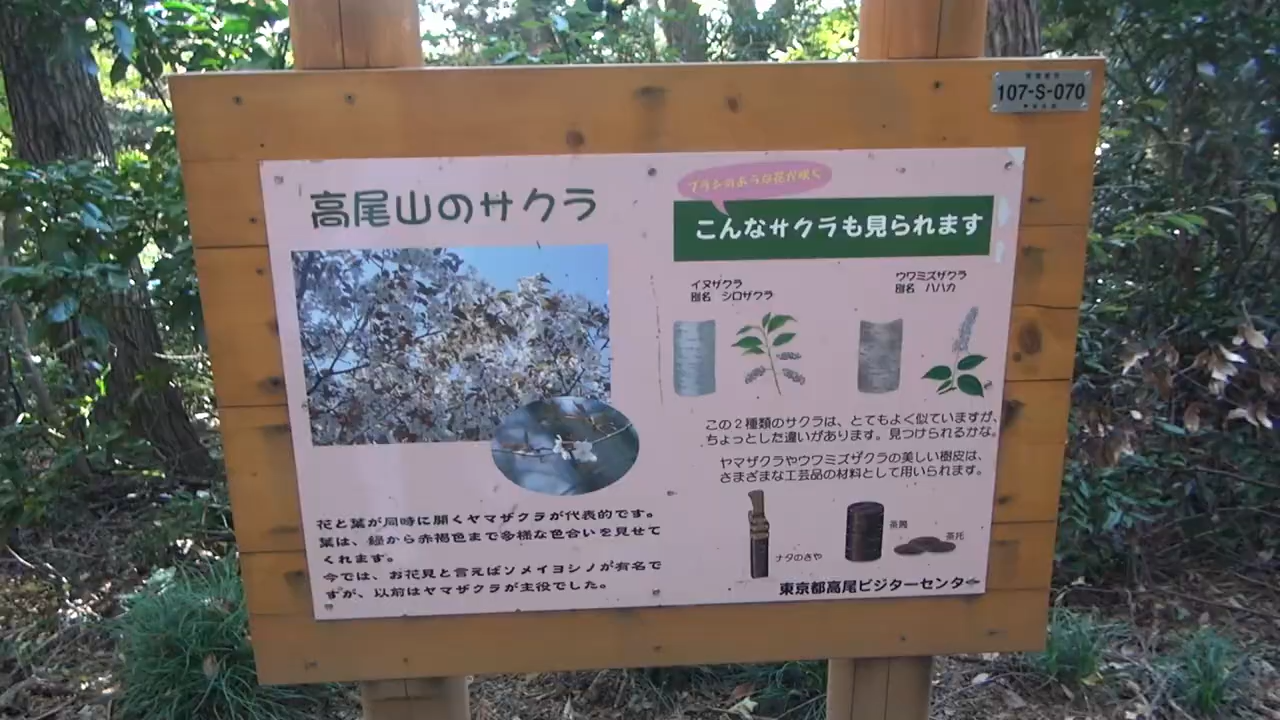 107-S-070
高尾山のサクラ
ブラシのような花が咲く
こんなサクラも見られます
イヌザクラ
別名 シロザクラ
ウワミズザクラ
別名 ハハカ
この2種類のサクラは、とてもよく似ていますが、
ちょっとした違いがあります。見つけられるかな。
ヤマザクラやウワミズザクラの美しい樹皮は、
さまざまな工芸品の材料として用いられます。
花と葉が同時に開くヤマザクラが代表的です。
葉は、緑から赤褐色まで多様な色合いを見せて
くれます。
今では、お花見と言えばソメイヨシノが有名で
すが、以前はヤマザクラが主役でした。
ナタのさや
茶筒
茶托
東京都高尾ビジターセンター